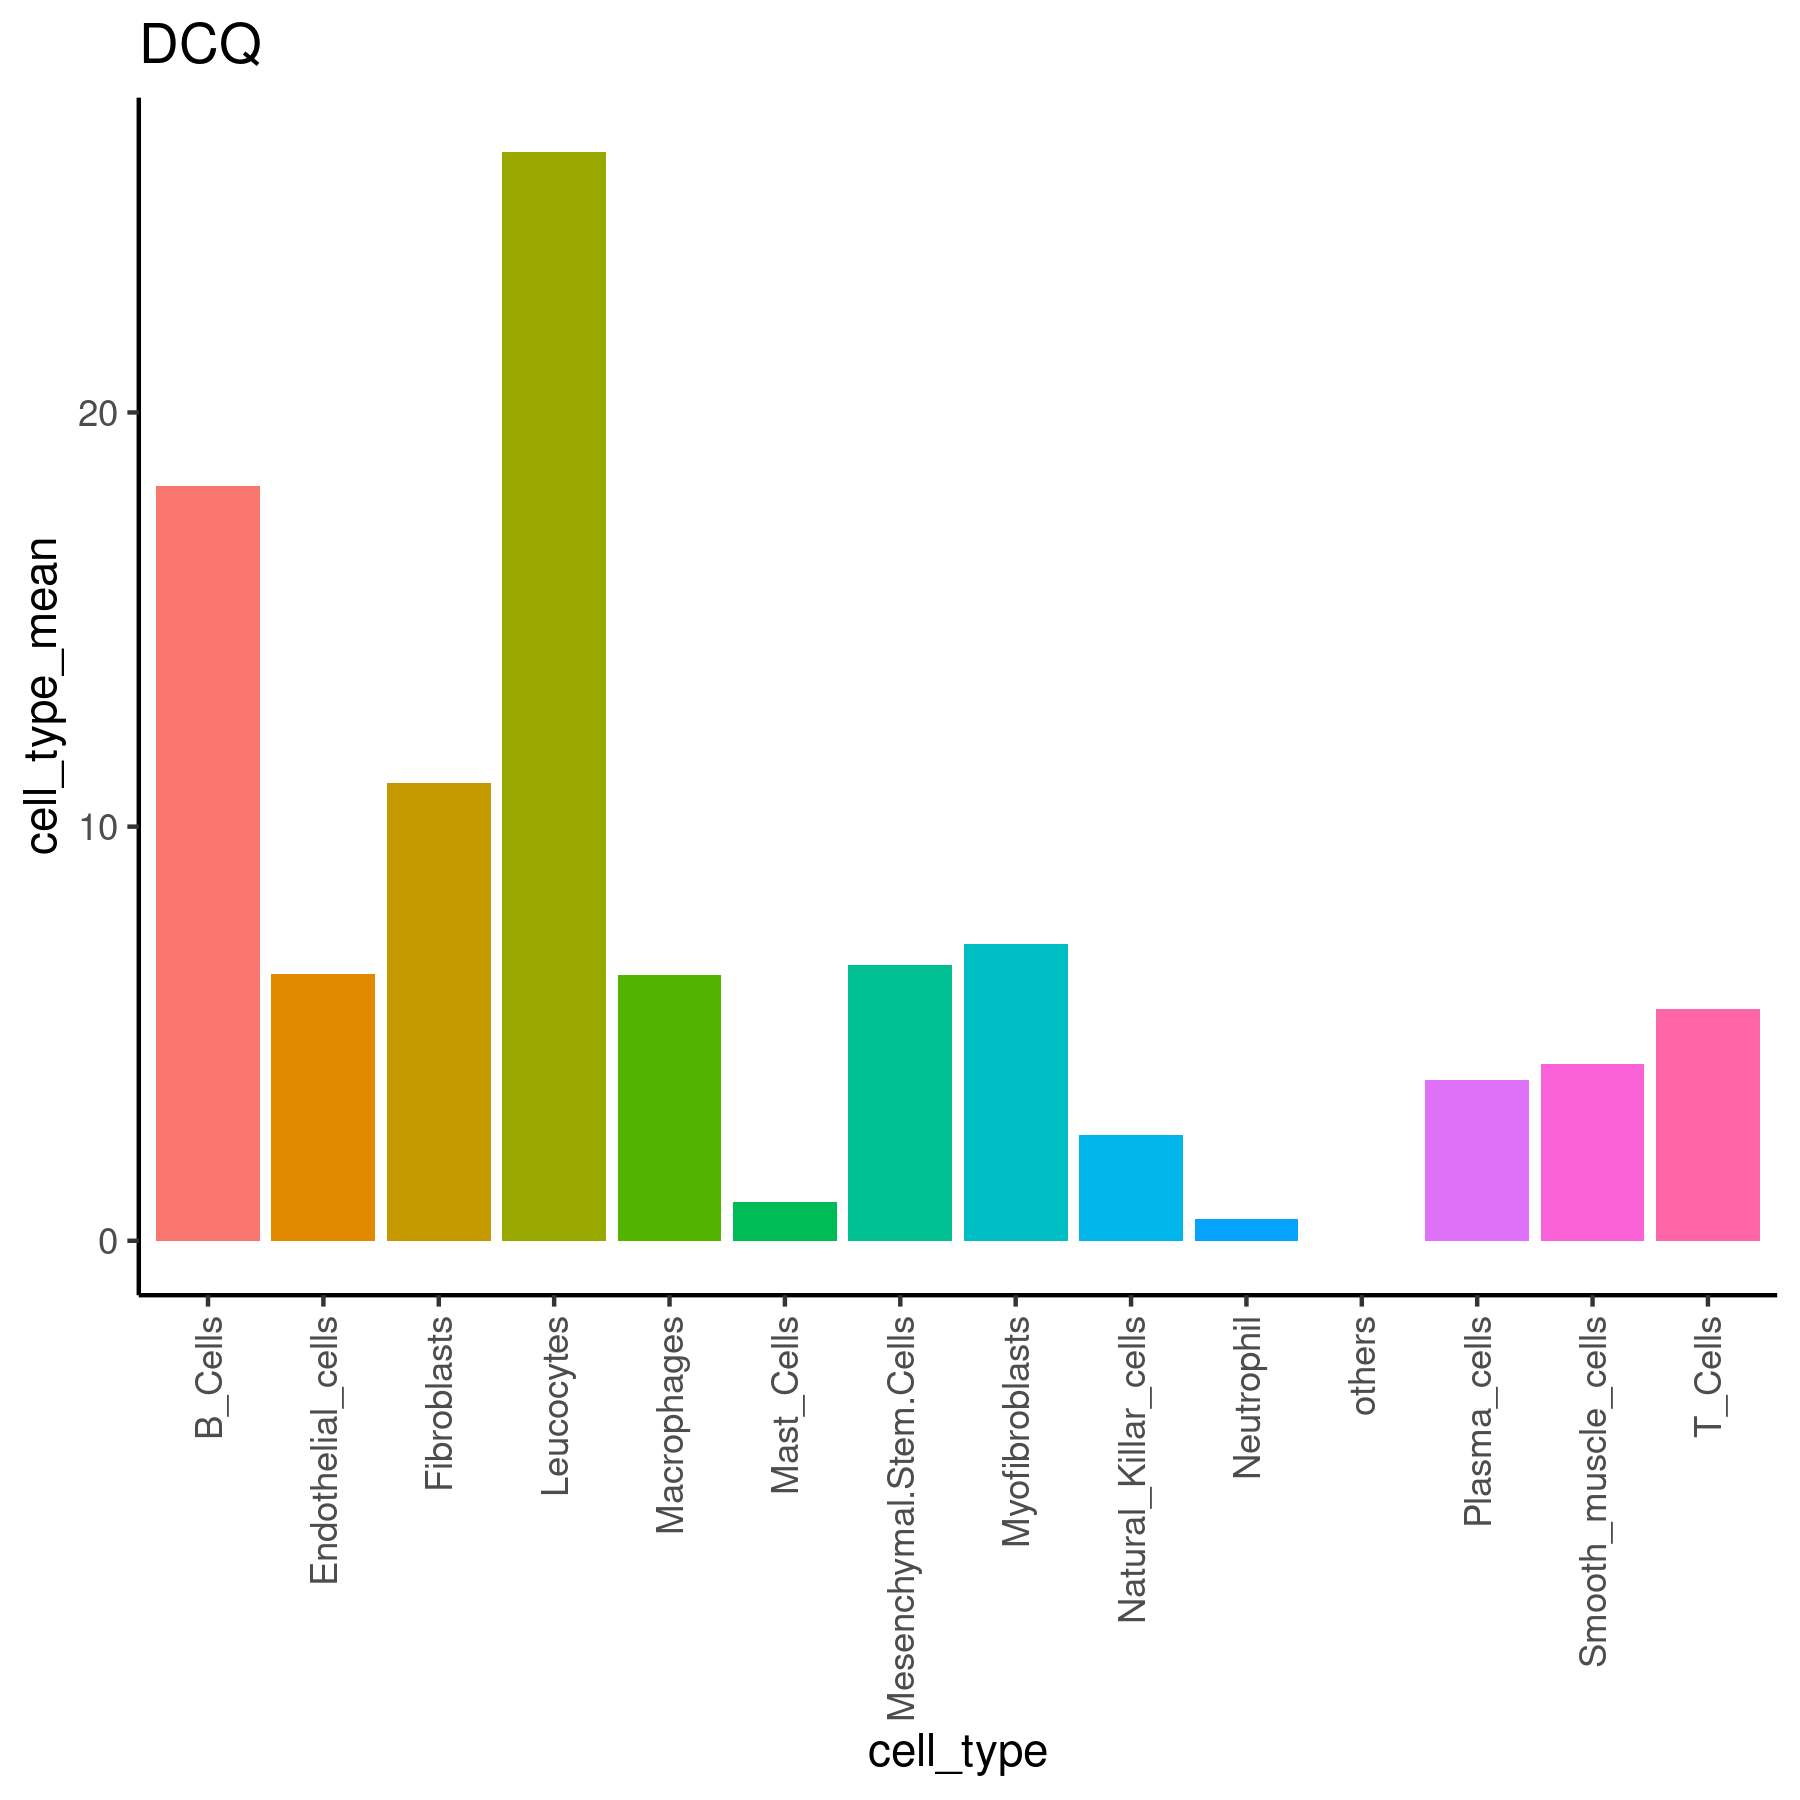 DCQ
cell_type_mean
20
10
0
B_Cells
Endothelial_cells
Fibroblasts
Leucocytes
Macrophages
Mast_Cells
Mesenchymal.Stem.Cells
Myofibroblasts
Natural_Killar_cells
Neutrophil
others
Plasma_cells
Smooth_muscle_cells
T_Cells
cell_type